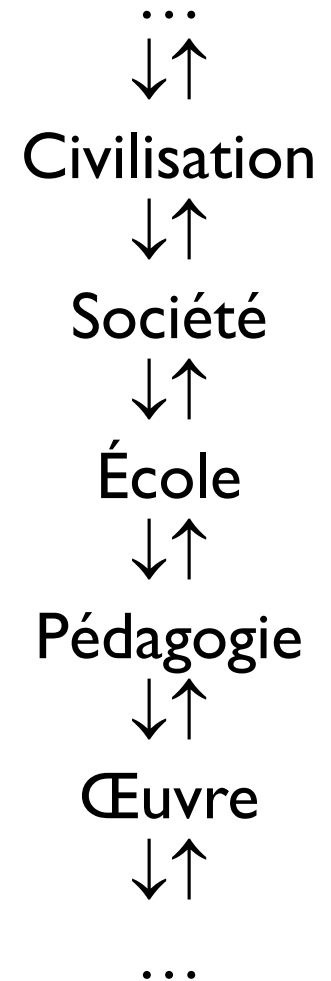 ...
↓↑
Civilisation
↓↑
Société
↓↑
École
↓↑
Pédagogie
↓↑
Œuvre
↓↑
...